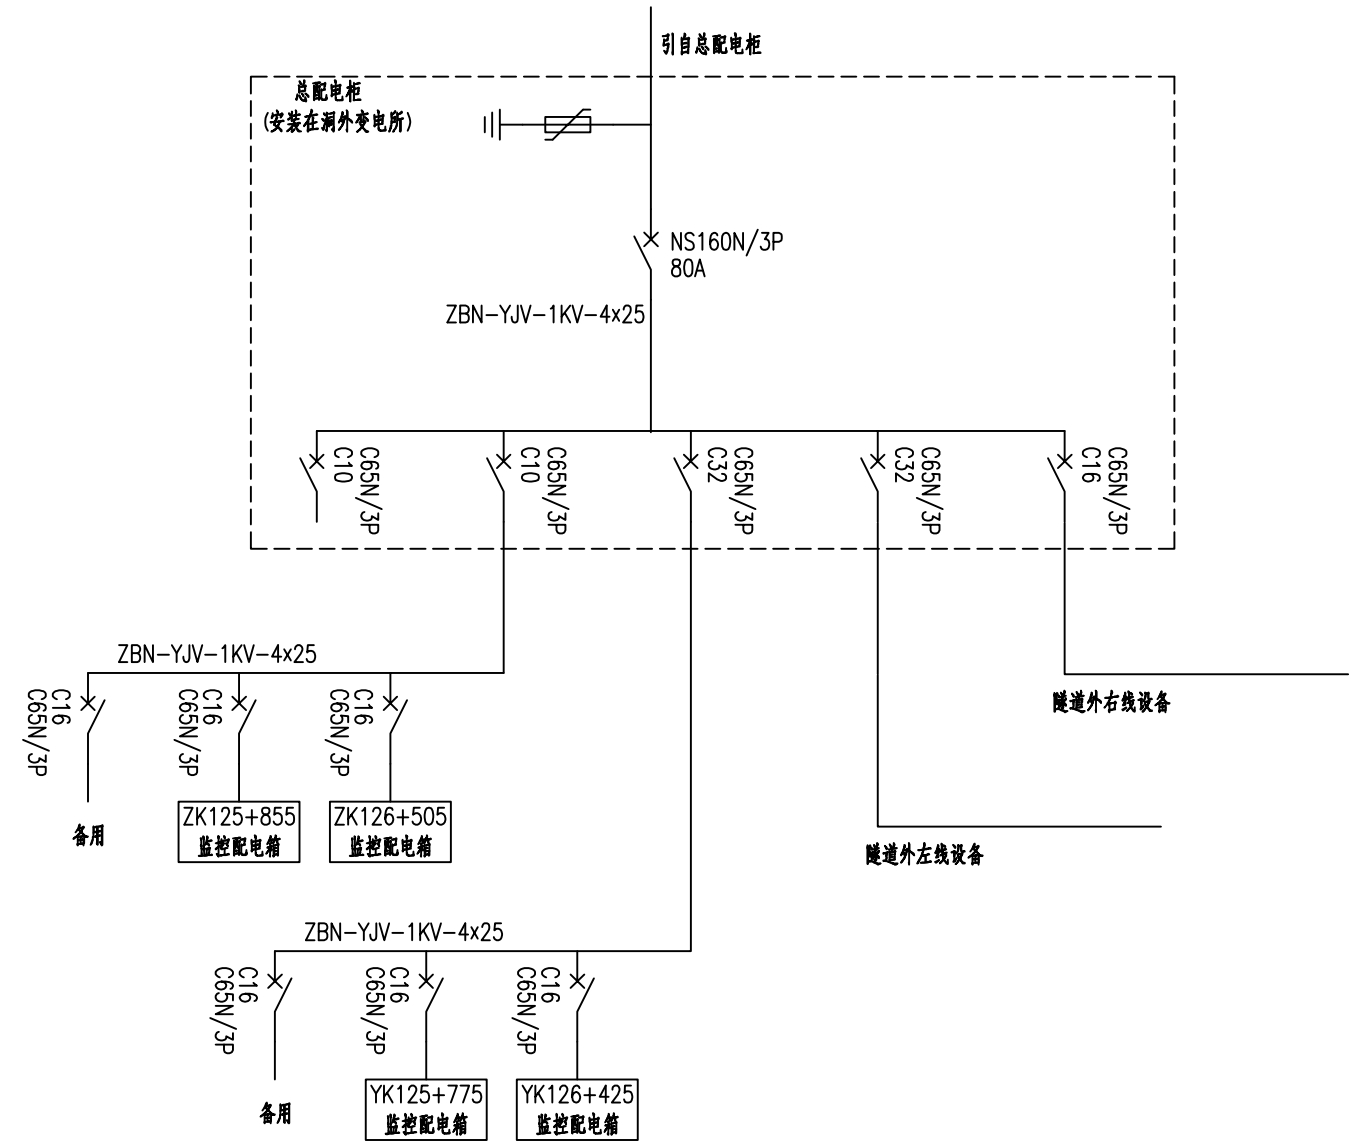 引自总配电柜
总配电柜
(安装在洞外变电所)
NS160N/3P
80A
ZBN-YJV-1KV-4x25
C65N/3P
C10
C65N/3P
C10
C65N/3P
C32
C65N/3P
C32
C65N/3P
C16
ZBN-YJV-1KV-4x25
C16
C65N/3P
C16
C65N/3P
C16
C65N/3P
隧道外右线设备
备用
ZK125+855
监控配电箱
ZK126+505
监控配电箱
隧道外左线设备
ZBN-YJV-1KV-4x25
C16
C65N/3P
C16
C65N/3P
C16
C65N/3P
备用
YK125+775
监控配电箱
YK126+425
监控配电箱